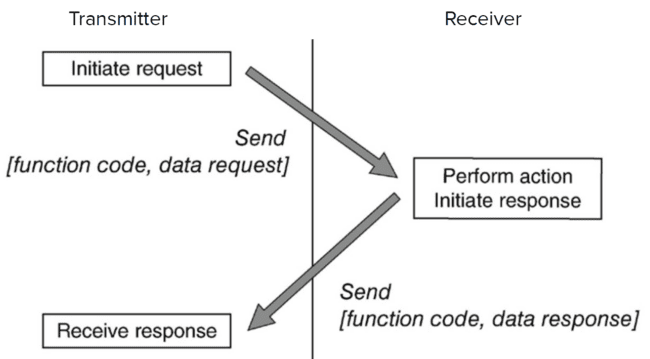 Transmitter
Receiver
Initiate request
Send
[function code, data request]
Perform action
Initiate response
Send
[function code, data response]
Receive response